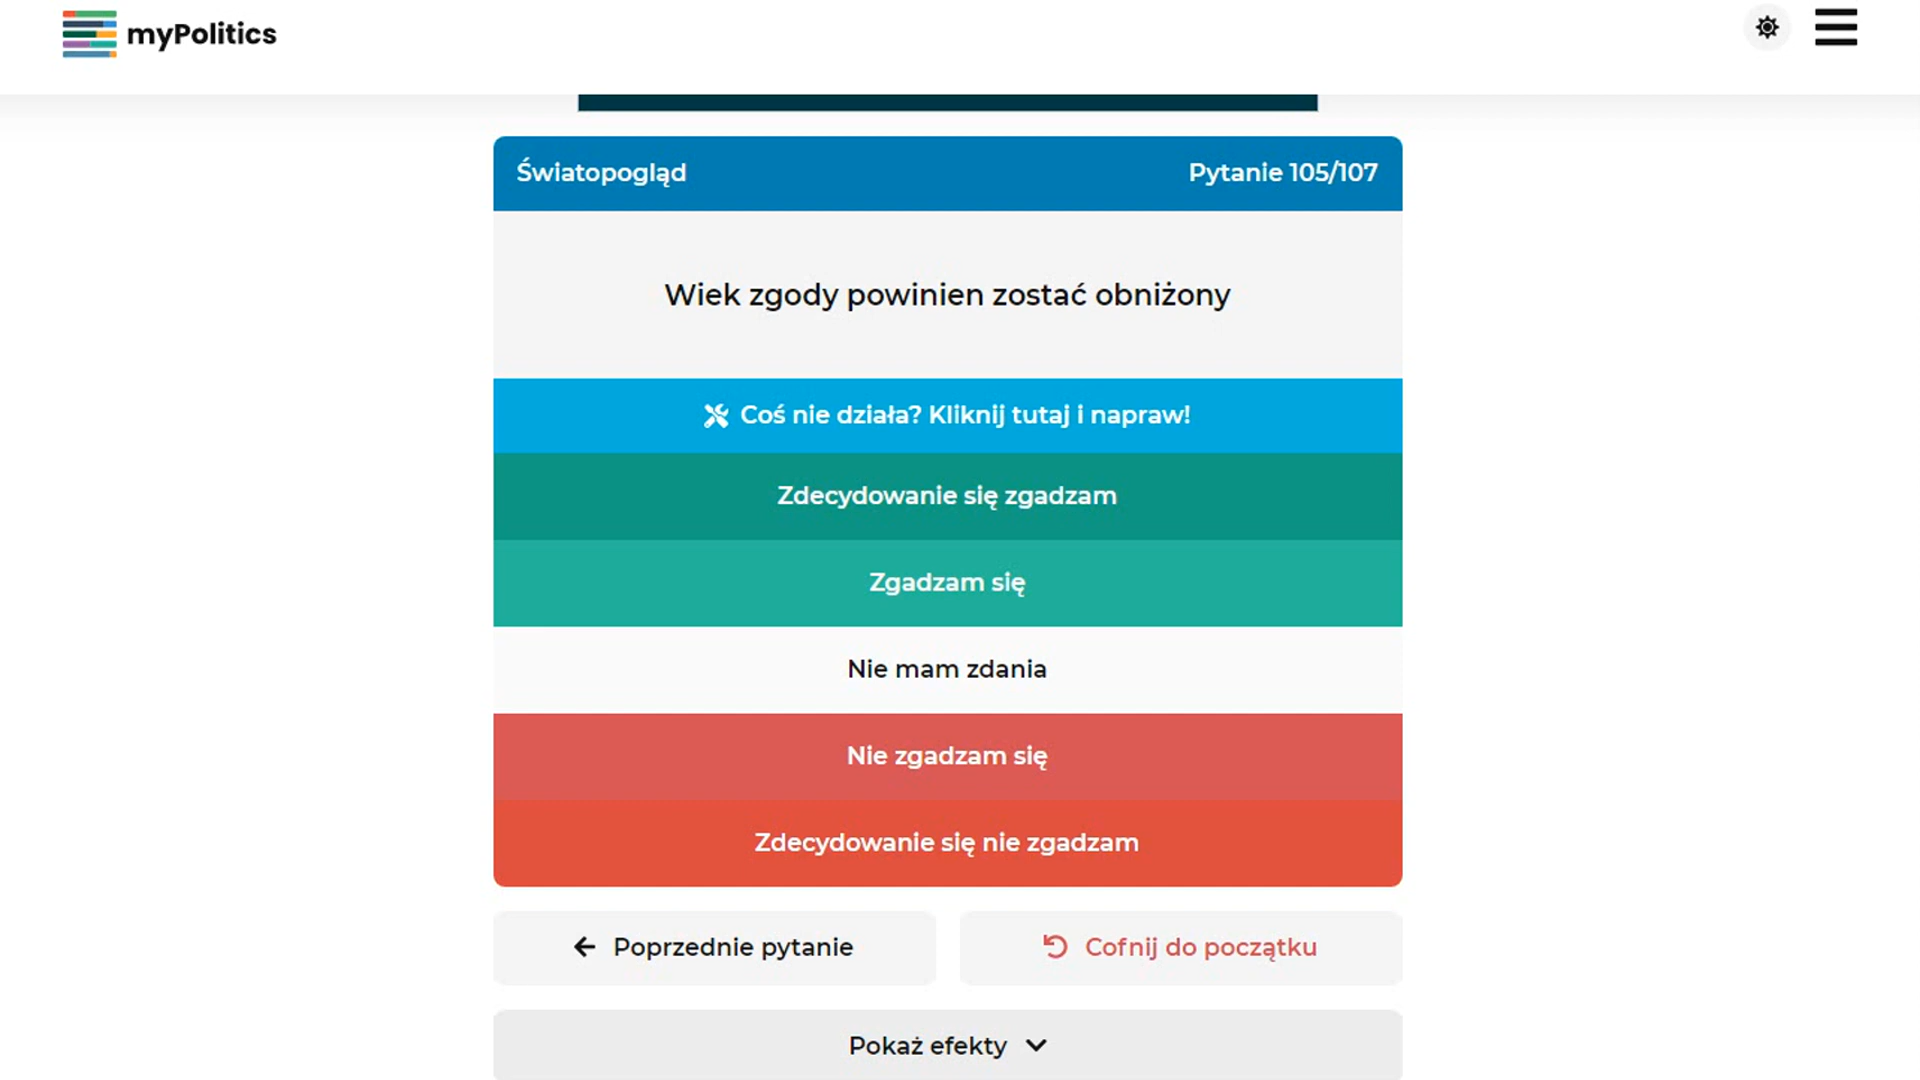 myPolitics
Światopogląd
Pytanie 105/107
Wiek zgody powinien zostać obniżony
Coś nie działa? Kliknij tutaj i napraw!
Zdecydowanie się zgadzam
Zgadzam się
Nie mam zdania
Nie zgadzam się
Zdecydowanie się nie zgadzam
Poprzednie pytanie
Cofnij do początku
Pokaż efekty